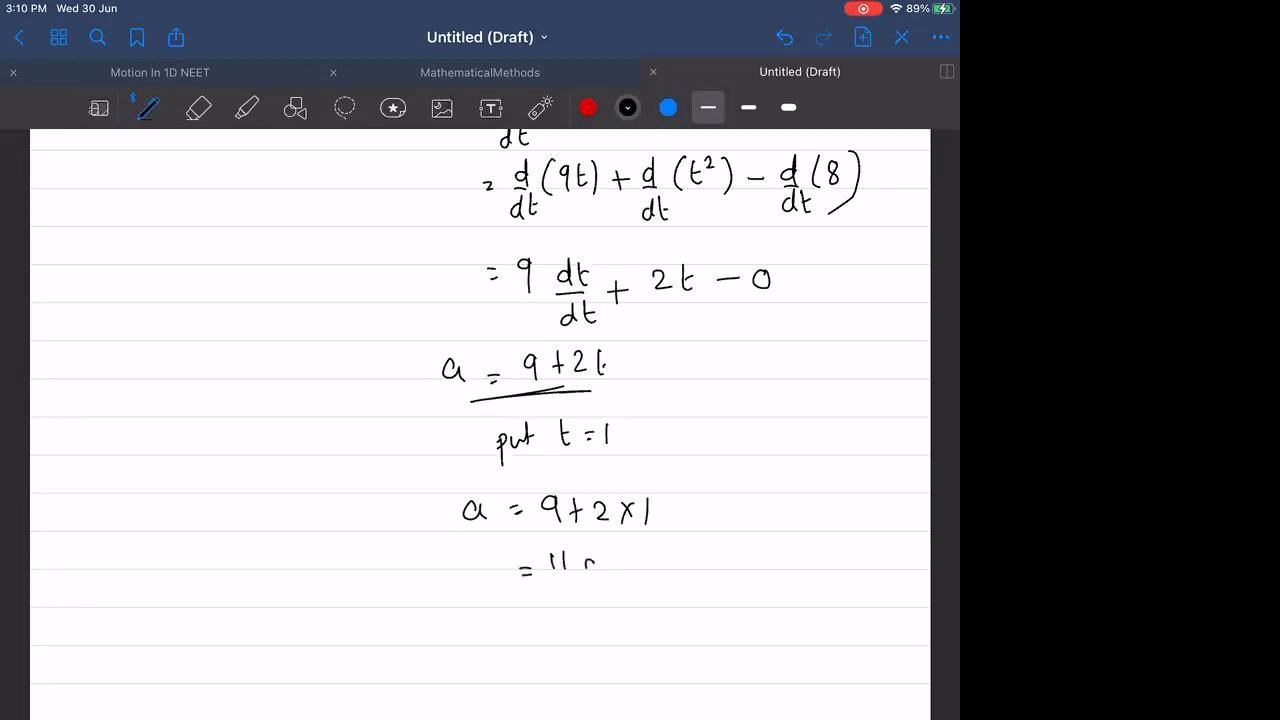 3:10 PM Wed 30 Jun 89%
Untitled (Draft)
Motion In 1D NEET MathematicalMethods Untitled (Draft)
dt
= d/dt (9t) + d/dt (t²) - d/dt (8)
= 9 dt/dt + 2t - 0
a = 9+2t
put t=1
a = 9+2×1
= 11